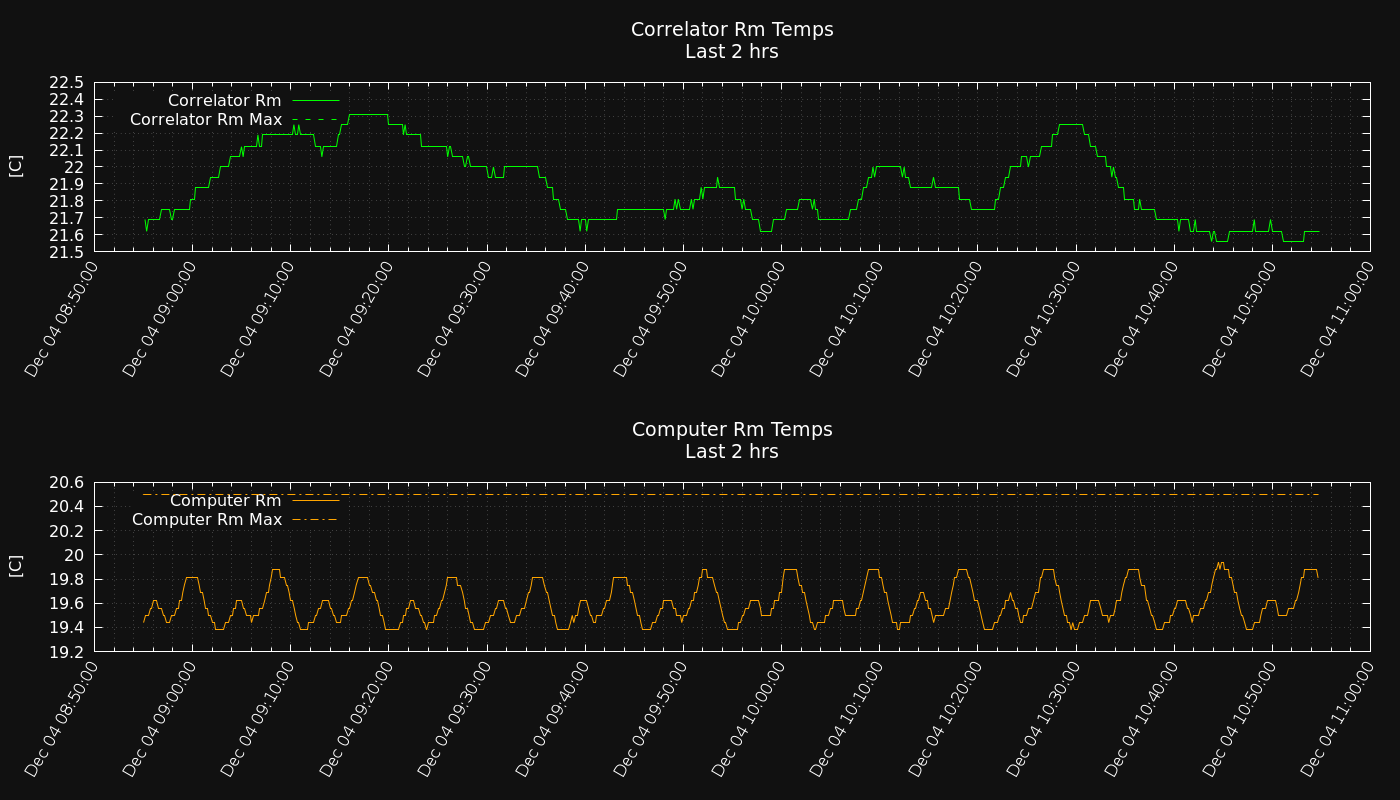 Correlator Rm Temps
Last 2 hrs
[C]
22.5
22.4
22.3
22.2
22.1
22
21.9
21.8
21.7
21.6
21.5
Correlator Rm
Correlator Rm Max
Dec 04 08:50:00
Dec 04 09:00:00
Dec 04 09:10:00
Dec 04 09:20:00
Dec 04 09:30:00
Dec 04 09:40:00
Dec 04 09:50:00
Dec 04 10:00:00
Dec 04 10:10:00
Dec 04 10:20:00
Dec 04 10:30:00
Dec 04 10:40:00
Dec 04 10:50:00
Dec 04 11:00:00
Computer Rm Temps
Last 2 hrs
[C]
20.6
20.4
20.2
20
19.8
19.6
19.4
19.2
Computer Rm
Computer Rm Max
Dec 04 08:50:00
Dec 04 09:00:00
Dec 04 09:10:00
Dec 04 09:20:00
Dec 04 09:30:00
Dec 04 09:40:00
Dec 04 09:50:00
Dec 04 10:00:00
Dec 04 10:10:00
Dec 04 10:20:00
Dec 04 10:30:00
Dec 04 10:40:00
Dec 04 10:50:00
Dec 04 11:00:00